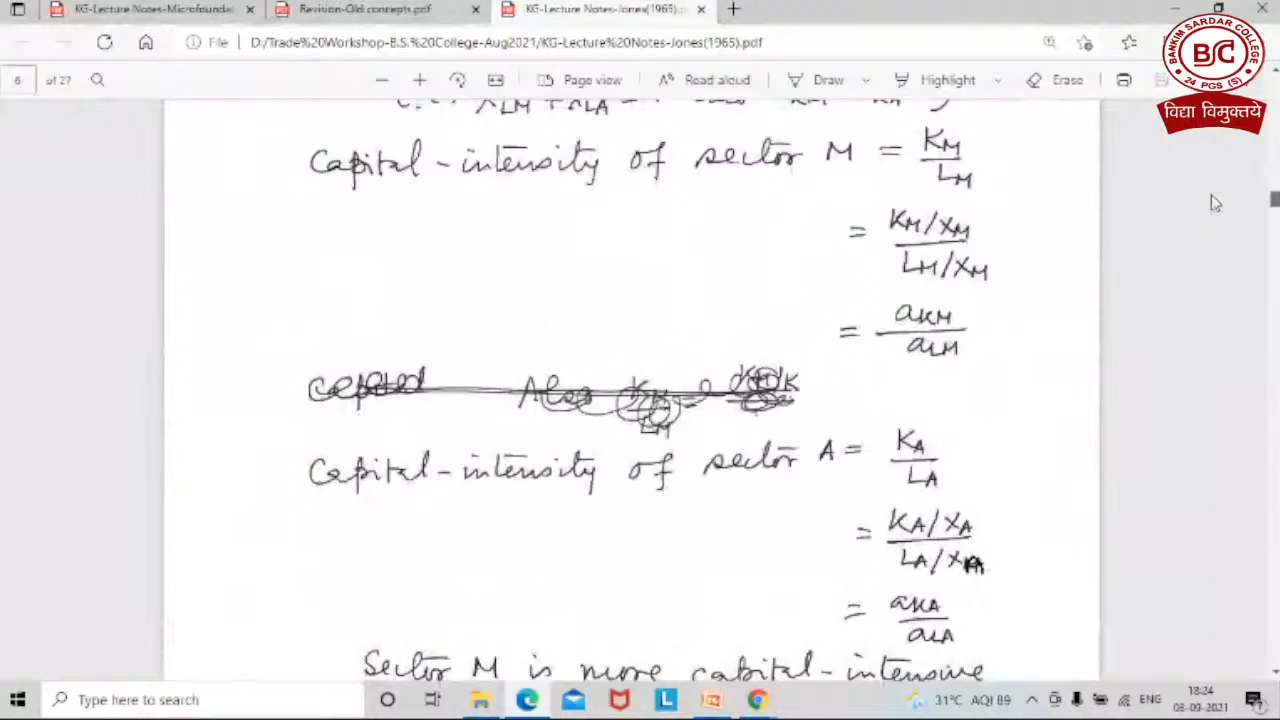 KG-Lecture Notes-Microfoundat
Revision-Old concepts.pdf
KG-Lecture Notes-Jones(1965).p
File
D:/Trade%20Workshop-B.S.%20College-Aug2021/KG-Lecture%20Notes-Jones(1965).pdf
6 of 27
Page view
Read aloud
Draw
Highlight
Erase
BANKIM SARDAR COLLEGE
BSC
24 PGS (S)
विद्या विमुक्तये
Capital-intensity of sector M = KM/LM
= KM/XM / LM/XM
= aKM/aLM
Capital-intensity of sector A = KA/LA
= KA/XA / LA/XA
= aKA/aLA
Sector M is more capital-intensive
Type here to search
31°C AQI 89
ENG
18:24
08-09-2021